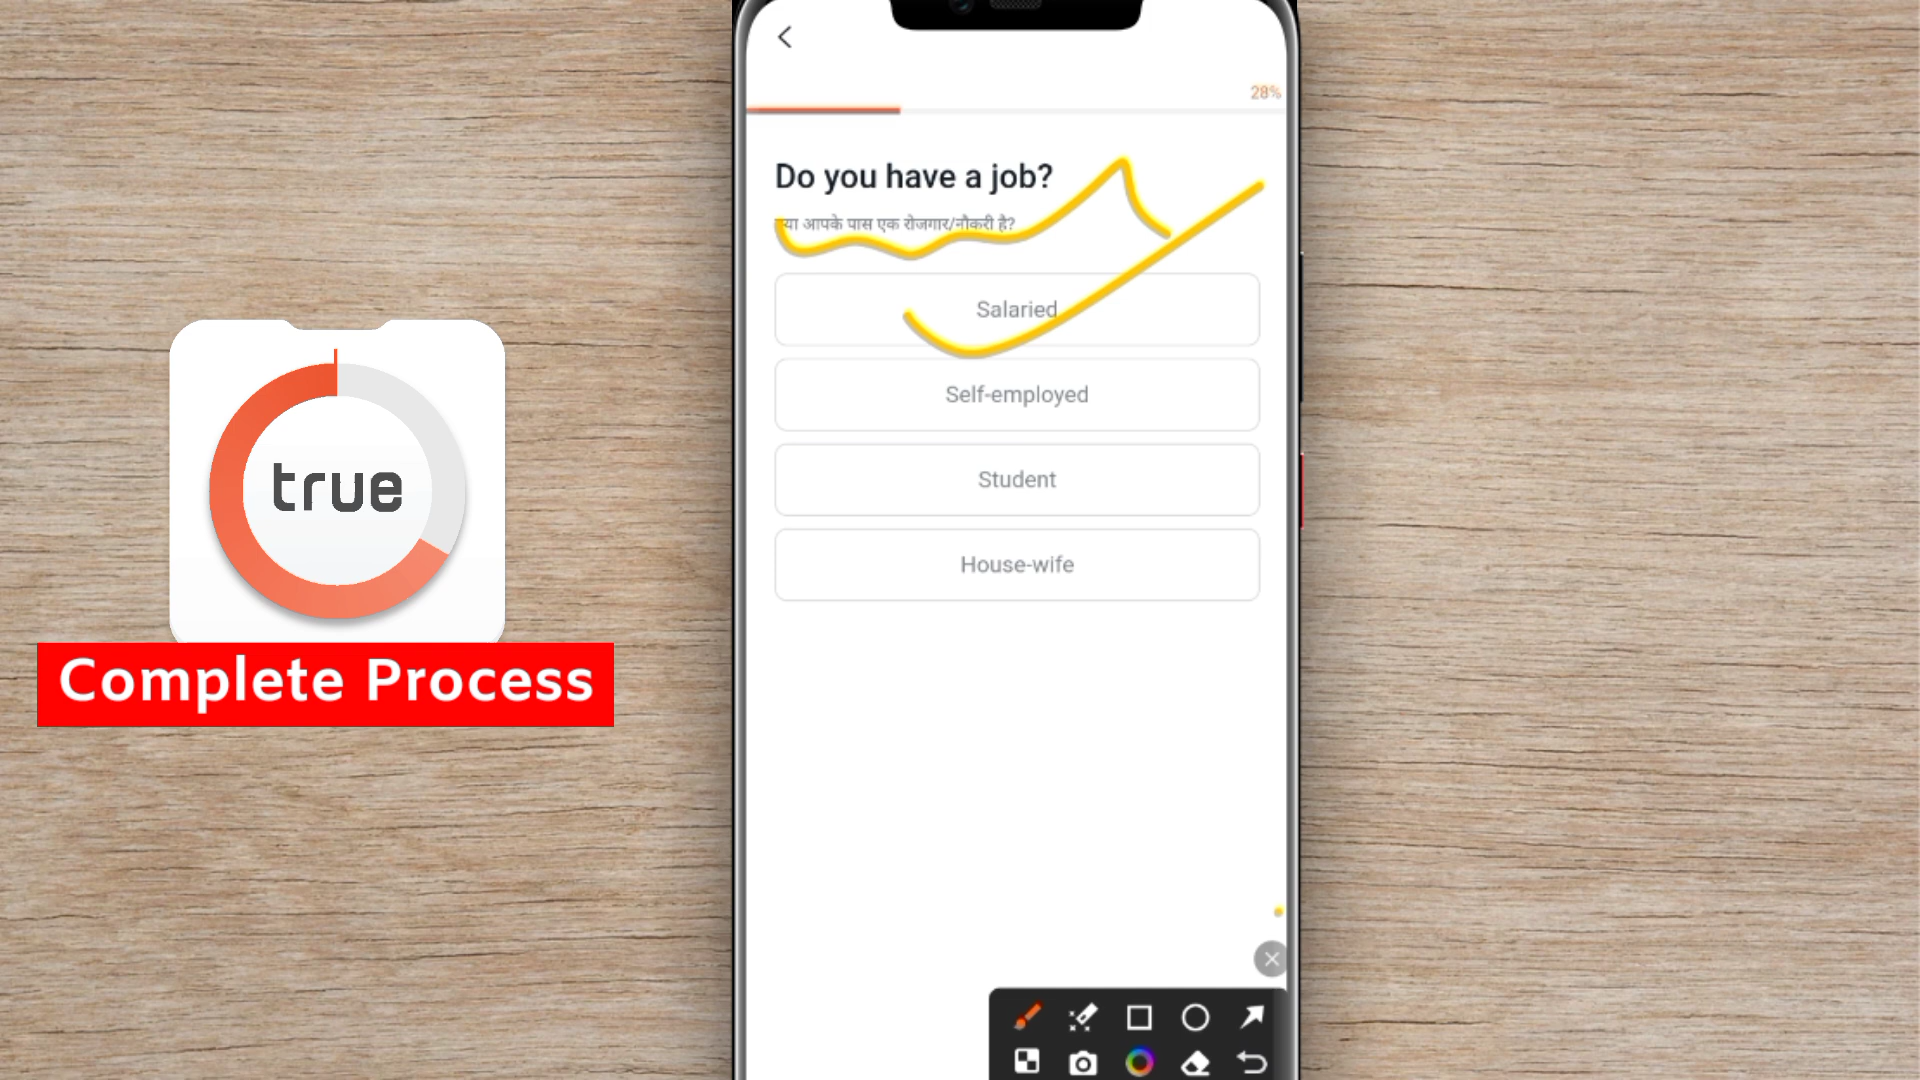 28%
Do you have a job?
क्या आपके पास एक रोजगार/नौकरी है?
Salaried
Self-employed
Student
House-wife
true
Complete Process